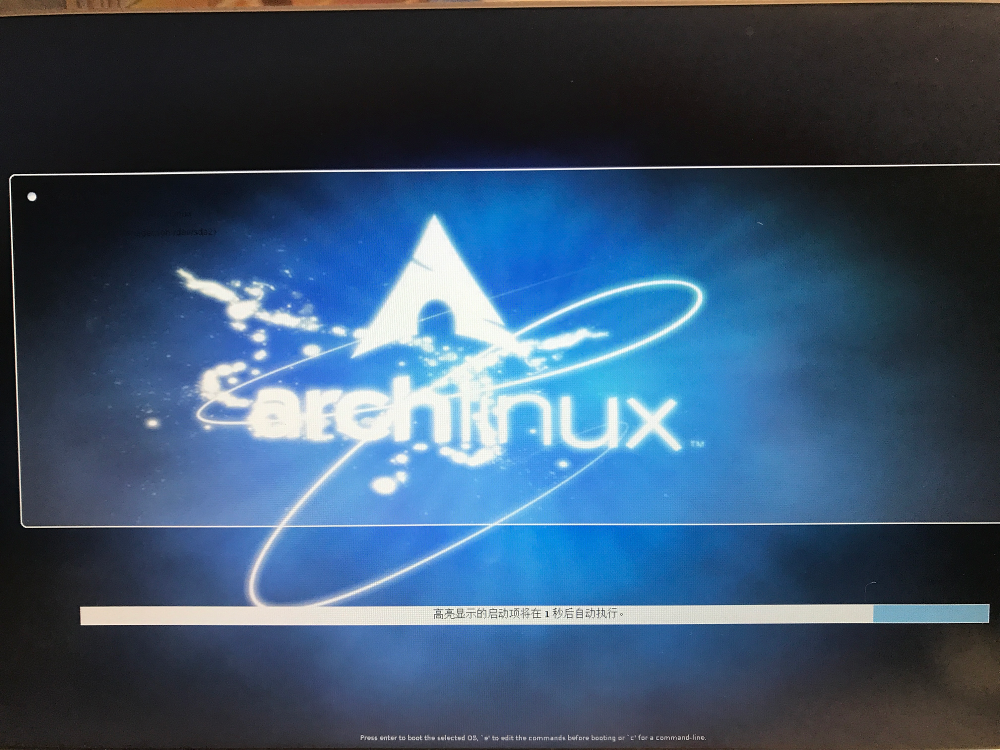 archlinux™
高亮显示的启动项将在 1 秒后自动执行。
Press enter to boot the selected OS, `e' to edit the commands before booting or `c' for a command-line.